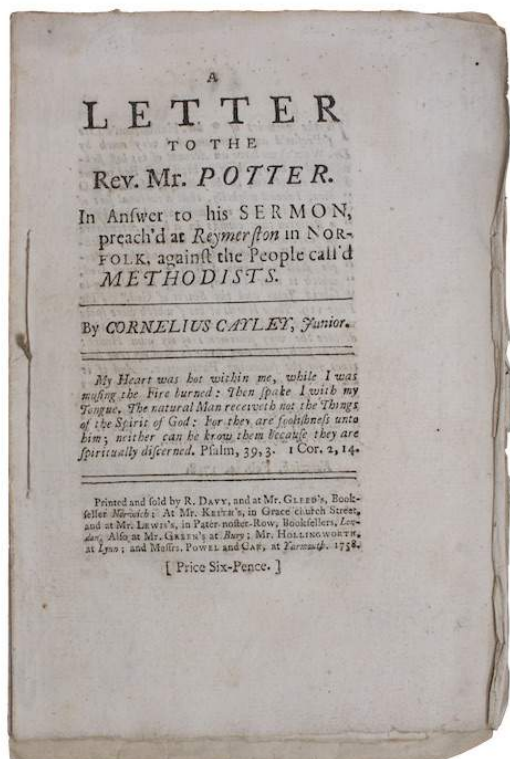 A
LETTER
TO THE
Rev. Mr. POTTER.
In Anſwer to his SERMON,
preach'd at Reymerſton in NOR-
FOLK, againſt the People call'd
METHODISTS.
By CORNELIUS CAYLEY, Junior.
My Heart was hot within me, while I was
muſing the Fire burned: Then ſpake I with my
Tongue. The natural Man receiveth not the Things
of the Spirit of God: For they are fooliſhneſs unto
him; neither can he know them becauſe they are
ſpiritually diſcerned. Pſalm, 39, 3. 1 Cor. 2, 14.
Printed and ſold by R. DAVY, and at Mr. GLEED's, Book-
ſeller Norwich; At Mr. KEITH's, in Grace church Street,
and at Mr. LEWIS's, in Pater-noſter-Row, Bookſellers, Lon-
don, Alſo at Mr. GREEN's at Bury; Mr. HOLLINGWORTH,
at Lynn; and Meſſrs. POWEL and at Yarmouth. 1758.
[ Price Six-Pence. ]